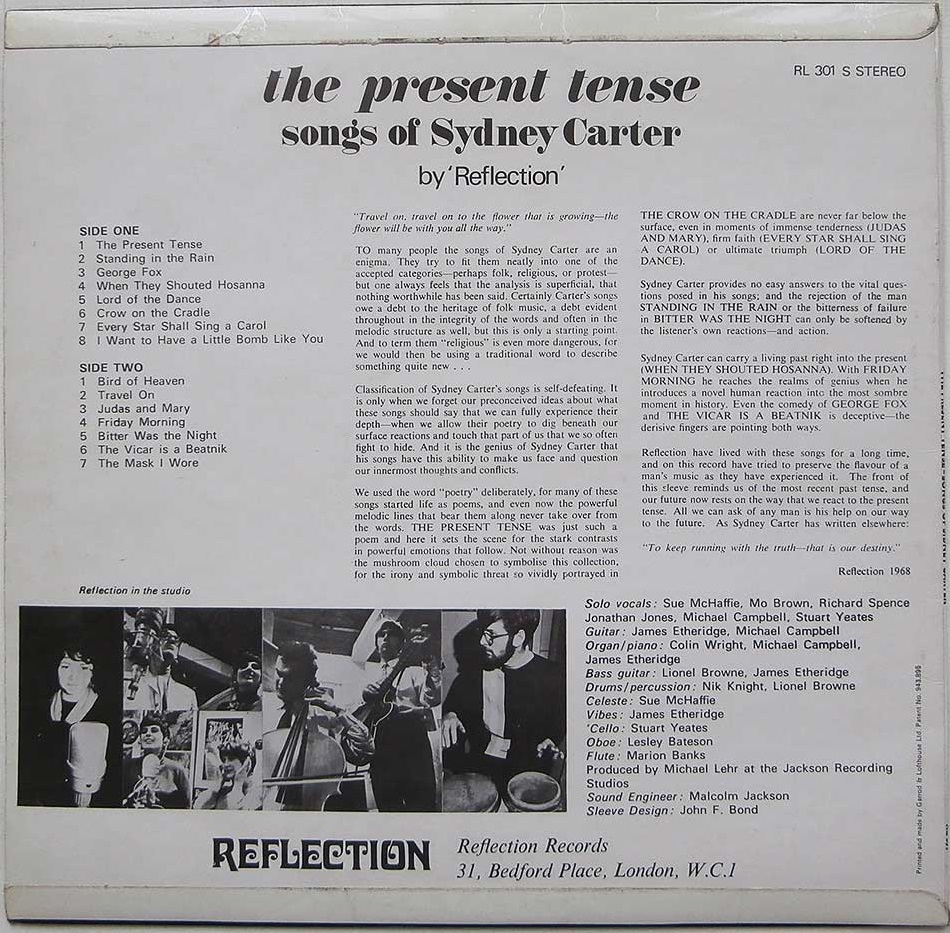 RL 301 S STEREO
the present tense
songs of Sydney Carter
by 'Reflection'
SIDE ONE
1 The Present Tense
2 Standing in the Rain
3 George Fox
4 When They Shouted Hosanna
5 Lord of the Dance
6 Crow on the Cradle
7 Every Star Shall Sing a Carol
8 I Want to Have a Little Bomb Like You
SIDE TWO
1 Bird of Heaven
2 Travel On
3 Judas and Mary
4 Friday Morning
5 Bitter Was the Night
6 The Vicar is a Beatnik
7 The Mask I Wore
"Travel on, travel on to the flower that is growing—the
flower will be with you all the way."
TO many people the songs of Sydney Carter are an
enigma. They try to fit them neatly into one of the
accepted categories—perhaps folk, religious, or protest—
but one always feels that the analysis is superficial, that
nothing worthwhile has been said. Certainly Carter's songs
owe a debt to the heritage of folk music, a debt evident
throughout in the integrity of the words and often in the
melodic structure as well, but this is only a starting point.
And to term them "religious" is even more dangerous, for
we would then be using a traditional word to describe
something quite new . . .
Classification of Sydney Carter's songs is self-defeating. It
is only when we forget our preconceived ideas about what
these songs should say that we can fully experience their
depth—when we allow their poetry to dig beneath our
surface reactions and touch that part of us that we so often
fight to hide. And it is the genius of Sydney Carter that
his songs have this ability to make us face and question
our innermost thoughts and conflicts.
We used the word "poetry" deliberately, for many of these
songs started life as poems, and even now the powerful
melodic lines that bear them along never take over from
the words. THE PRESENT TENSE was just such a
poem and here it sets the scene for the stark contrasts
in powerful emotions that follow. Not without reason was
the mushroom cloud chosen to symbolise this collection,
for the irony and symbolic threat so vividly portrayed in
THE CROW ON THE CRADLE are never far below the
surface, even in moments of immense tenderness (JUDAS
AND MARY), firm faith (EVERY STAR SHALL SING
A CAROL) or ultimate triumph (LORD OF THE
DANCE).
Sydney Carter provides no easy answers to the vital ques-
tions posed in his songs; and the rejection of the man
STANDING IN THE RAIN or the bitterness of failure
in BITTER WAS THE NIGHT can only be softened by
the listener's own reactions—and action.
Sydney Carter can carry a living past right into the present
(WHEN THEY SHOUTED HOSANNA). With FRIDAY
MORNING he reaches the realms of genius when he
introduces a novel human reaction into the most sombre
moment in history. Even the comedy of GEORGE FOX
and THE VICAR IS A BEATNIK is deceptive—the
derisive fingers are pointing both ways.
Reflection have lived with these songs for a long time,
and on this record have tried to preserve the flavour of a
man's music as they have experienced it. The front of
this sleeve reminds us of the most recent past tense, and
our future now rests on the way that we react to the present
tense. All we can ask of any man is his help on our way
to the future. As Sydney Carter has written elsewhere:
"To keep running with the truth—that is our destiny."
Reflection 1968
Reflection in the studio
Solo vocals: Sue McHaffie, Mo Brown, Richard Spence
Jonathan Jones, Michael Campbell, Stuart Yeates
Guitar: James Etheridge, Michael Campbell
Organ/piano: Colin Wright, Michael Campbell,
James Etheridge
Bass guitar: Lionel Browne, James Etheridge
Drums/percussion: Nik Knight, Lionel Browne
Celeste: Sue McHaffie
Vibes: James Etheridge
'Cello: Stuart Yeates
Oboe: Lesley Bateson
Flute: Marion Banks
Produced by Michael Lehr at the Jackson Recording
Studios
Sound Engineer: Malcolm Jackson
Sleeve Design: John F. Bond
REFLECTION
Reflection Records
31, Bedford Place, London, W.C.1
Printed and made by Garrod & Lofthouse Ltd. Patent No. 943,895